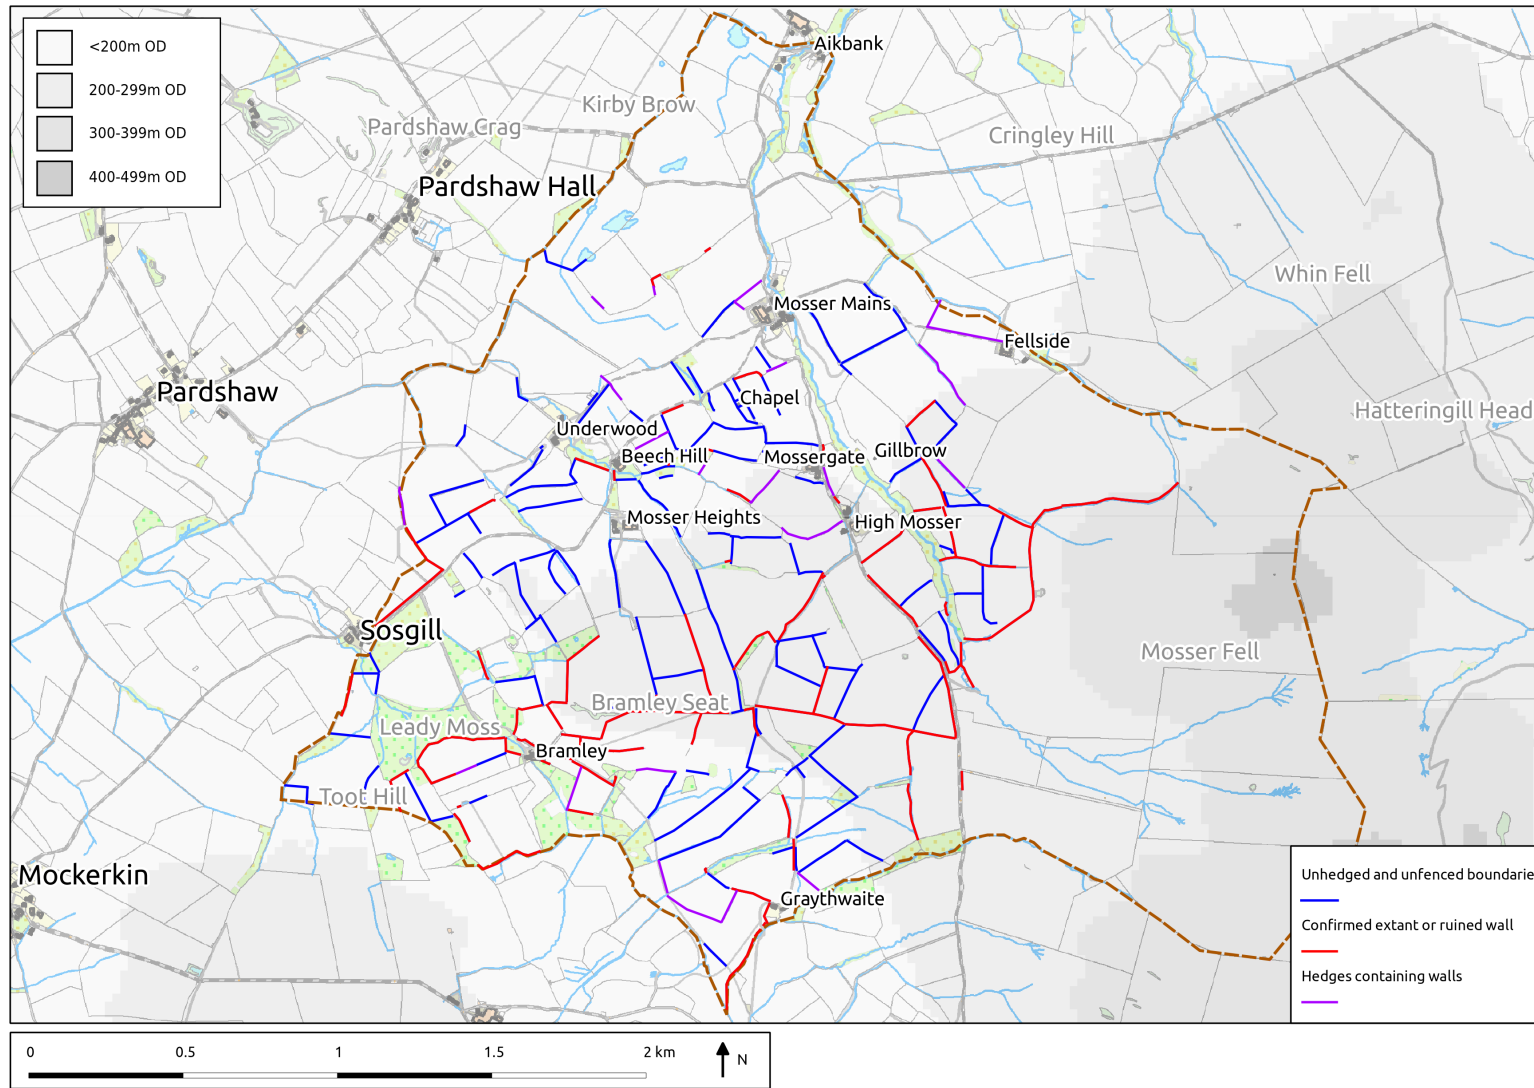 <200m OD
200-299m OD
300-399m OD
400-499m OD
Aikbank
Kirby Brow
Pardshaw Crag
Cringley Hill
Pardshaw Hall
Whin Fell
Mosser Mains
Fellside
Pardshaw
Chapel
Hatteringill Head
Underwood
Beech Hill
Mossergate
Gillbrow
Mosser Heights
High Mosser
Sosgill
Mosser Fell
Bramley Seat
Leady Moss
Bramley
Toot Hill
Mockerkin
Graythwaite
Unhedged and unfenced boundarie
Confirmed extant or ruined wall
Hedges containing walls
0 0.5 1 1.5 2 km
N